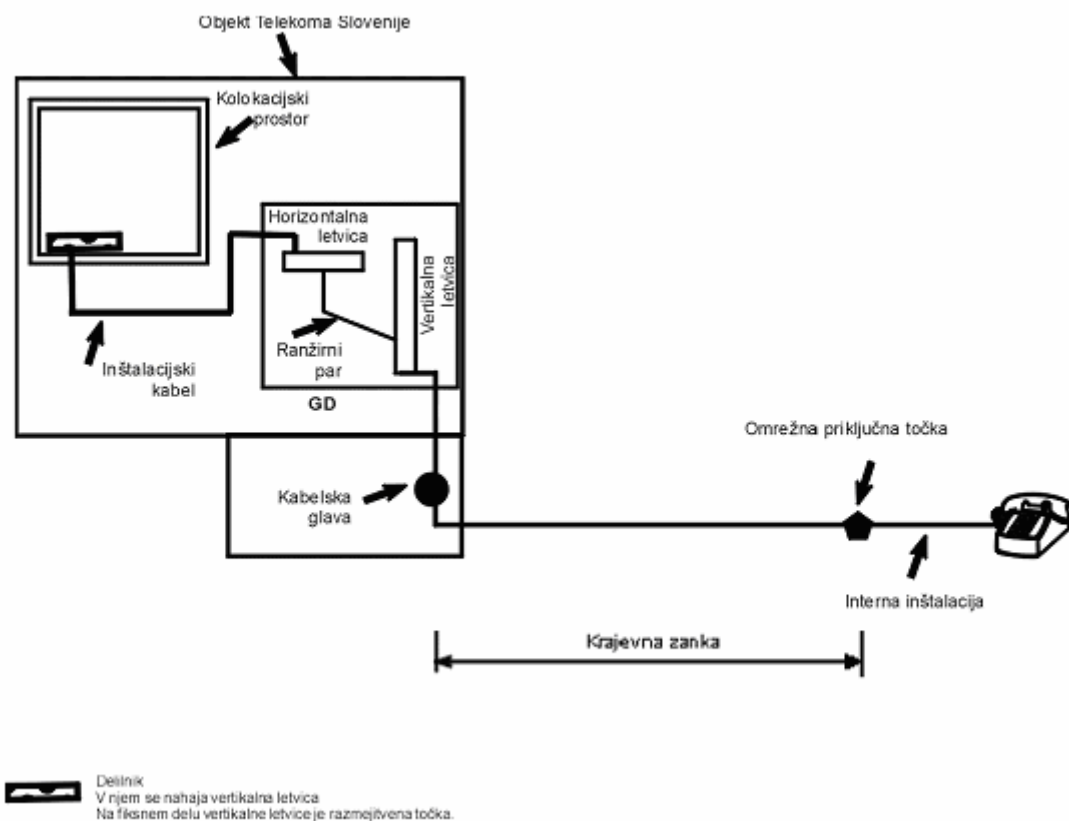 Objekt Telekoma Slovenije
Kolokacijski
prostor
Horizontalna
letvica
Vertikalna
letvica
Ranžirni
par
Inštalacijski
kabel
GD
Omrežna priključna točka
Kabelska
glava
Interna inštalacija
Krajevna zanka
Delilnik
V njem se nahaja vertikalna letvica
Na fiksnem delu vertikalne letvice je razmejitvena točka.